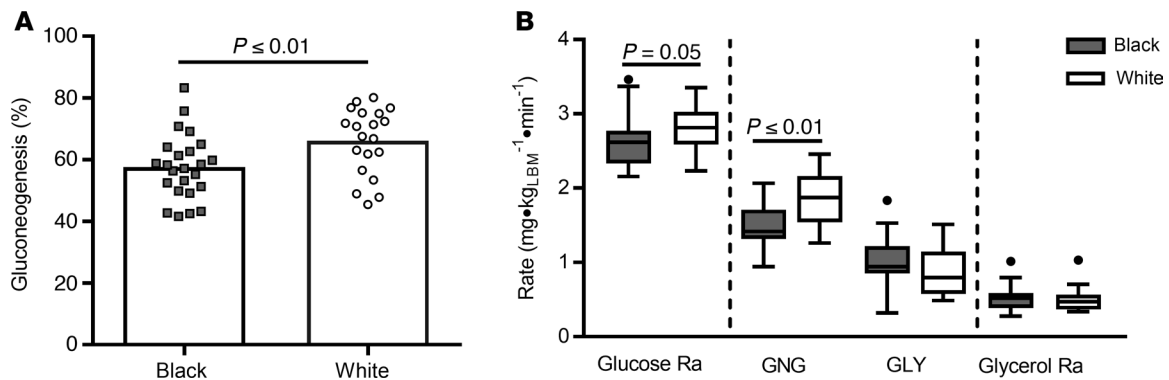 A
Gluconeogenesis (%)
100
80
60
40
20
0
P ≤ 0.01
Black
White
B
Rate (mg•kg_LBM⁻¹•min⁻¹)
4
3
2
1
0
P = 0.05
P ≤ 0.01
Black
White
Glucose Ra
GNG
GLY
Glycerol Ra